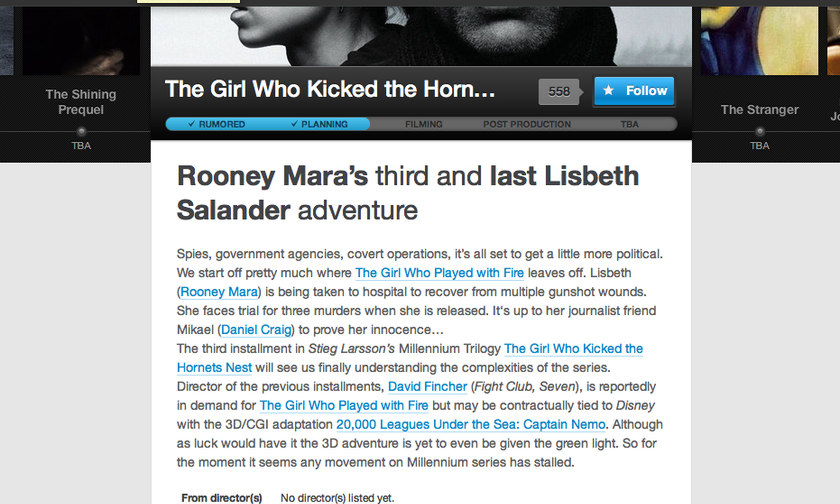 The Girl Who Kicked the Horn...
558
Follow
The Shining
Prequel
TBA
The Stranger
TBA
Jo
✓ RUMORED
✓ PLANNING
FILMING
POST PRODUCTION
TBA
Rooney Mara's third and last Lisbeth
Salander adventure
Spies, government agencies, covert operations, it's all set to get a little more political.
We start off pretty much where The Girl Who Played with Fire leaves off. Lisbeth
(Rooney Mara) is being taken to hospital to recover from multiple gunshot wounds.
She faces trial for three murders when she is released. It's up to her journalist friend
Mikael (Daniel Craig) to prove her innocence...
The third installment in Stieg Larsson's Millennium Trilogy The Girl Who Kicked the
Hornets Nest will see us finally understanding the complexities of the series.
Director of the previous installments, David Fincher (Fight Club, Seven), is reportedly
in demand for The Girl Who Played with Fire but may be contractually tied to Disney
with the 3D/CGI adaptation 20,000 Leagues Under the Sea: Captain Nemo. Although
as luck would have it the 3D adventure is yet to even be given the green light. So for
the moment it seems any movement on Millennium series has stalled.
From director(s) No director(s) listed yet.